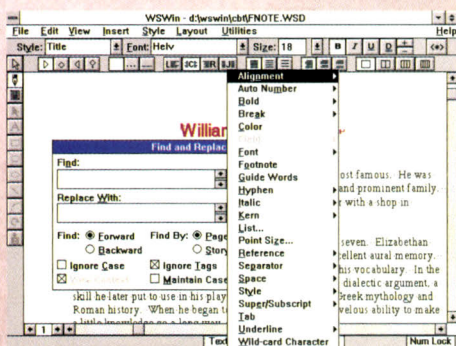 WSWin - d:\wswin\cbt\FNOTE.WSD
File Edit View Insert Style Layout Utilities Help
Style: Title Font: Helv Size: 18 B I U D
Willian
Find and Replac
Find:
Replace With:
Find: Forward Find By: Page
Backward Story
Ignore Case Ignore Tags
Maintain Case
Alignment
Auto Number
Bold
Break
Color
Font
Footnote
Guide Words
Hyphen
Italic
Kern
List...
Point Size...
Reference
Separator
Space
Style
Super/Subscript
Tab
Underline
Wild-card Character
ost famous. He was
and prominent family.
r with a shop in
seven. Elizabethan
cellent aural memory.
his vocabulary. In the
dialectic argument, a
skill he later put to use in his play Greek mythology and
Roman history. When he began t velous ability to make
1 Text Num Lock